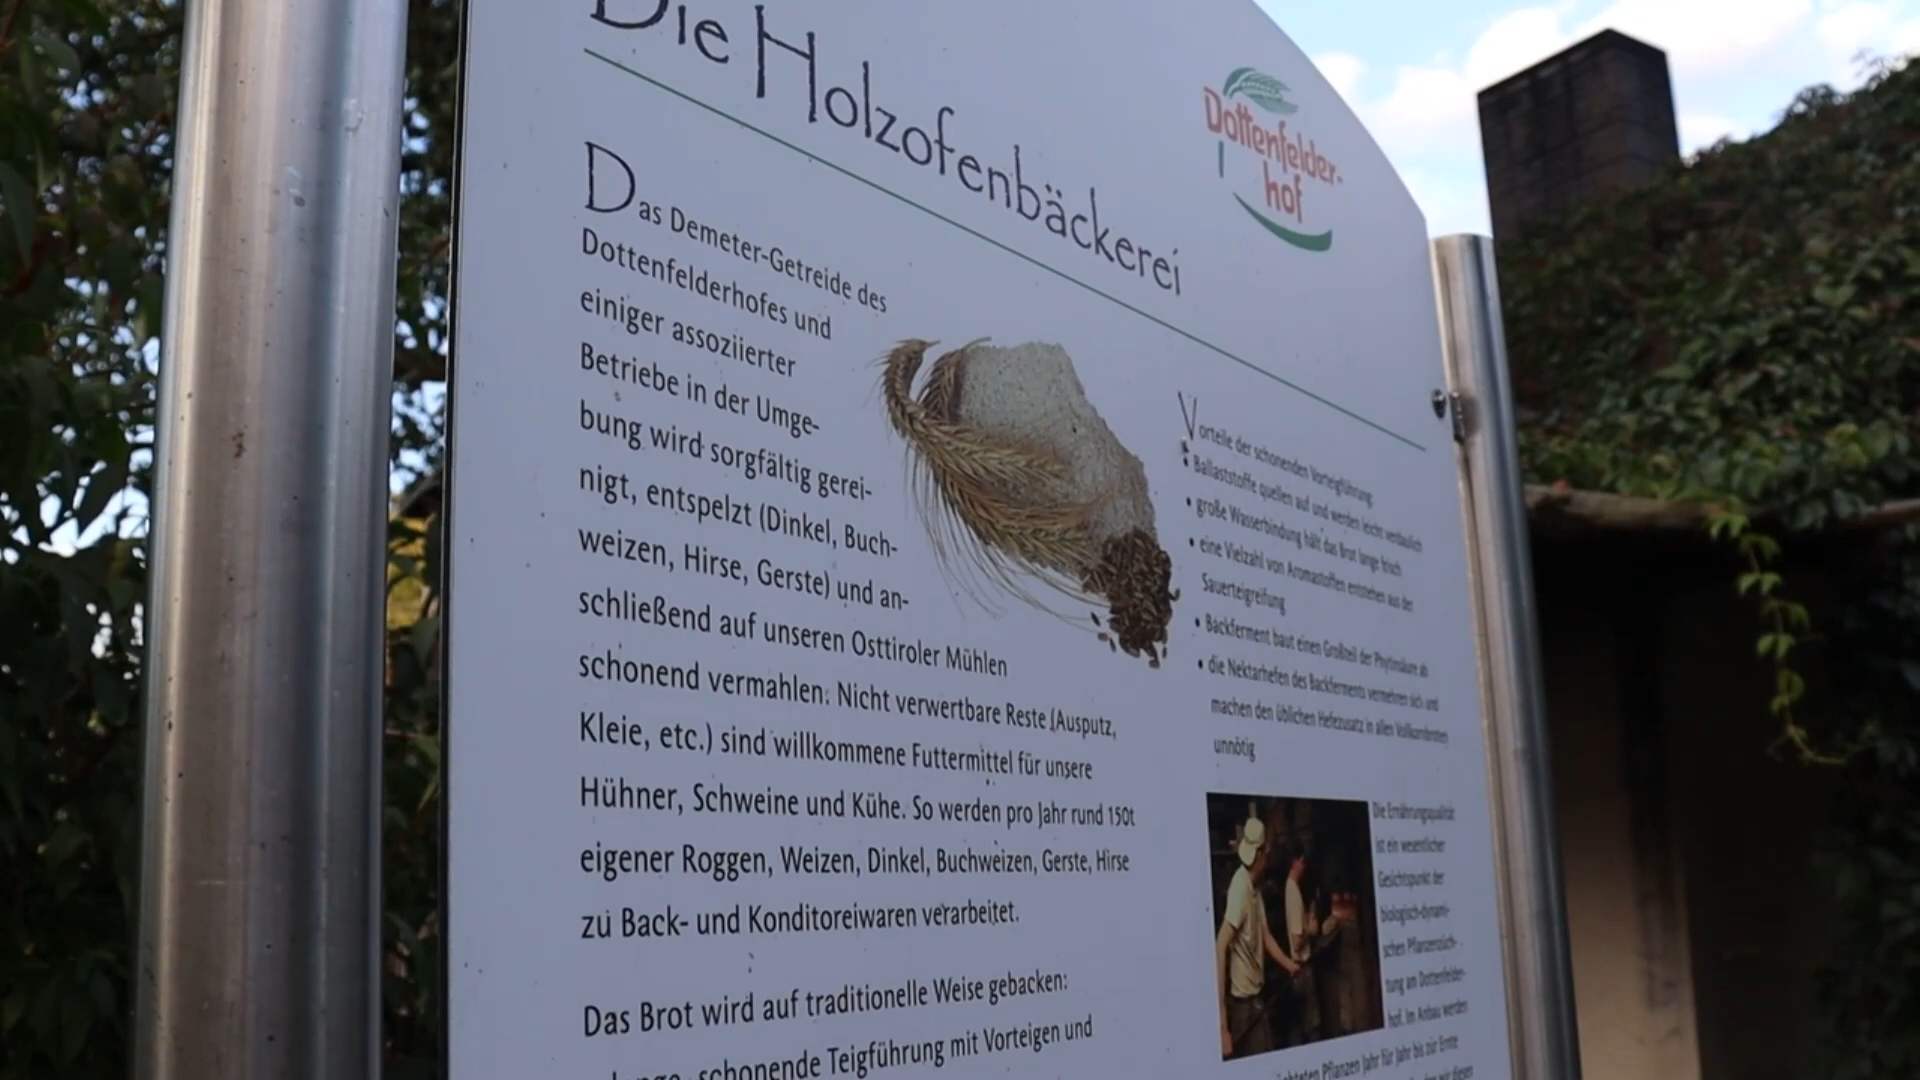 Die Holzofenbäckerei
Dottenfelder-
hof
Das Demeter-Getreide des
Dottenfelderhofes und
einiger assoziierter
Betriebe in der Umge-
bung wird sorgfältig gerei-
nigt, entspelzt (Dinkel, Buch-
weizen, Hirse, Gerste) und an-
schließend auf unseren Osttiroler Mühlen
schonend vermahlen. Nicht verwertbare Reste (Ausputz,
Kleie, etc.) sind willkommene Futtermittel für unsere
Hühner, Schweine und Kühe. So werden pro Jahr rund 150t
eigener Roggen, Weizen, Dinkel, Buchweizen, Gerste, Hirse
zu Back- und Konditoreiwaren verarbeitet.
Das Brot wird auf traditionelle Weise gebacken:
schonende Teigführung mit Vorteigen und
Vorteile der schonenden Vorteigführung:
• Ballaststoffe quellen auf und werden leicht verdaulich
• große Wasserbindung hält das Brot lange frisch
• eine Vielzahl von Aromastoffen entstehen aus der
Sauerteigreifung
• Backferment baut einen Großteil der Phytinsäure ab
• die Nektarhefen des Backferments vermehren sich und
machen den üblichen Hefezusatz in allen Vollkornbroten
unnötig
Die Ernährungsqualität
ist ein wesentlicher
Gesichtspunkt der
biologisch-dynami-
schen Pflanzenzüch-
tung am Dottenfelder-
hof. Im Anbau werden
Pflanzen Jahr für Jahr bis zur Ernte